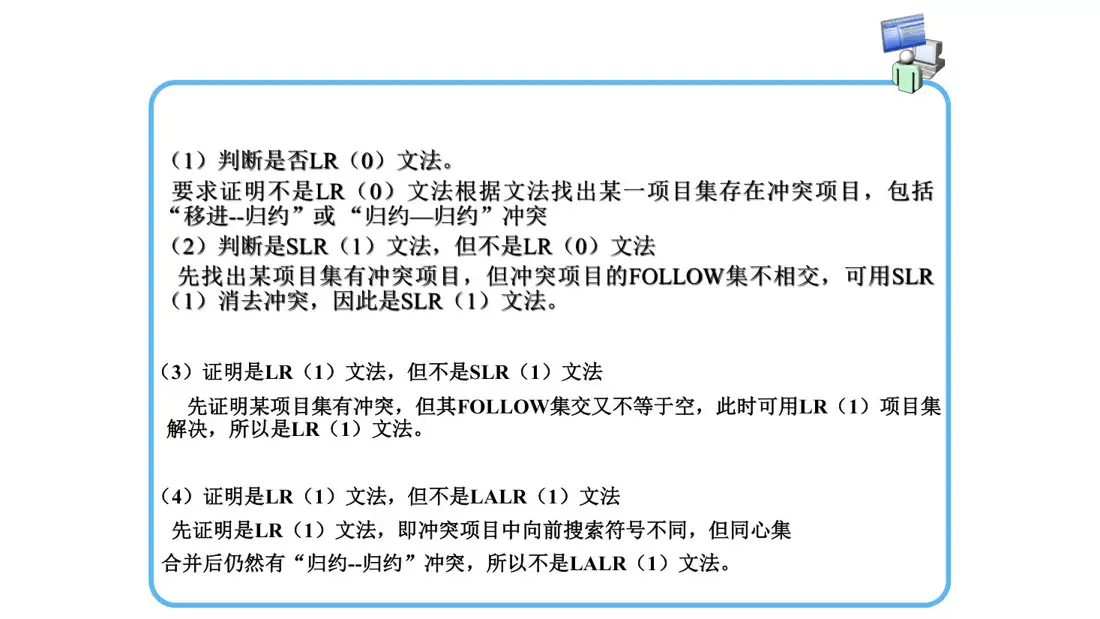 （1）判断是否LR（0）文法。
要求证明不是LR（0）文法根据文法找出某一项目集存在冲突项目，包括
“移进--归约”或 “归约—归约”冲突
（2）判断是SLR（1）文法，但不是LR（0）文法
先找出某项目集有冲突项目，但冲突项目的FOLLOW集不相交，可用SLR
（1）消去冲突，因此是SLR（1）文法。
（3）证明是LR（1）文法，但不是SLR（1）文法
先证明某项目集有冲突，但其FOLLOW集交又不等于空，此时可用LR（1）项目集
解决，所以是LR（1）文法。
（4）证明是LR（1）文法，但不是LALR（1）文法
先证明是LR（1）文法，即冲突项目中向前搜索符号不同，但同心集
合并后仍然有“归约--归约”冲突，所以不是LALR（1）文法。